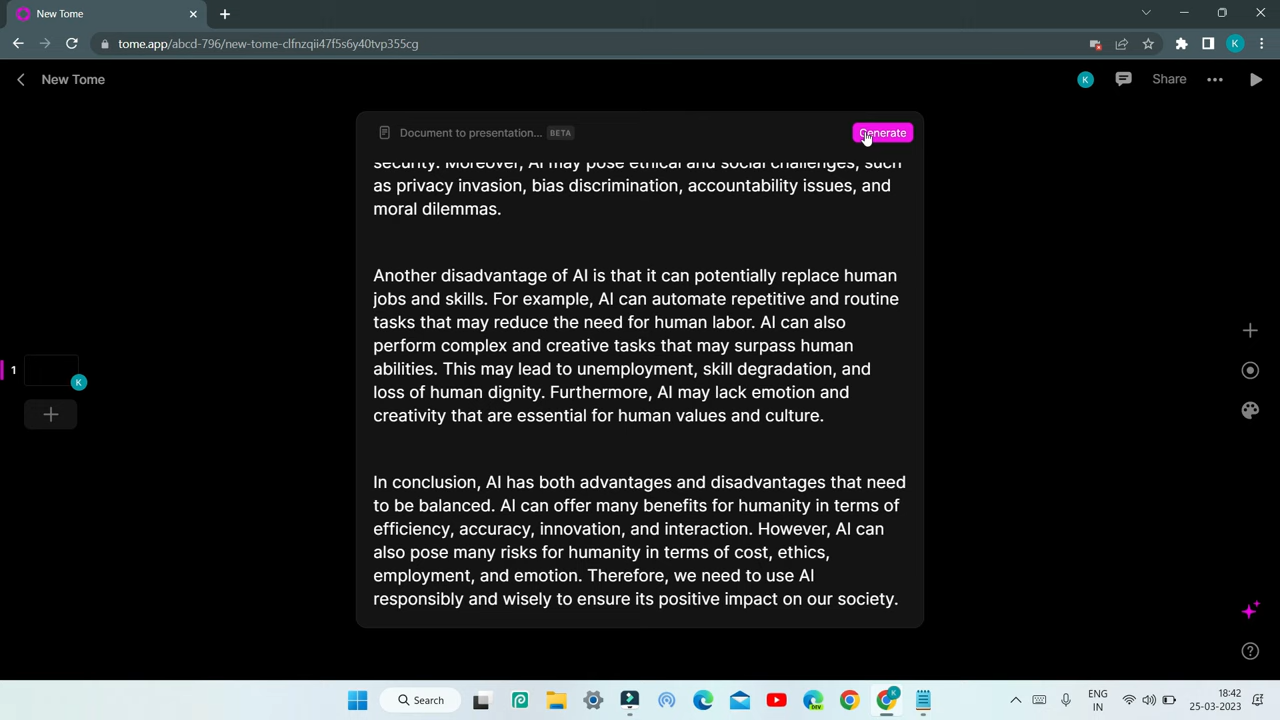 New Tome
tome.app/abcd-796/new-tome-clfnzqii47f5s6y40tvp355cg
K
New Tome
K
Share
Document to presentation... BETA
Generate
security. Moreover, AI may pose ethical and social challenges, such
as privacy invasion, bias discrimination, accountability issues, and
moral dilemmas.
Another disadvantage of AI is that it can potentially replace human
jobs and skills. For example, AI can automate repetitive and routine
tasks that may reduce the need for human labor. AI can also
perform complex and creative tasks that may surpass human
abilities. This may lead to unemployment, skill degradation, and
loss of human dignity. Furthermore, AI may lack emotion and
creativity that are essential for human values and culture.
In conclusion, AI has both advantages and disadvantages that need
to be balanced. AI can offer many benefits for humanity in terms of
efficiency, accuracy, innovation, and interaction. However, AI can
also pose many risks for humanity in terms of cost, ethics,
employment, and emotion. Therefore, we need to use AI
responsibly and wisely to ensure its positive impact on our society.
1
K
Search
DEV
K
ENG
IN
18:42
25-03-2023